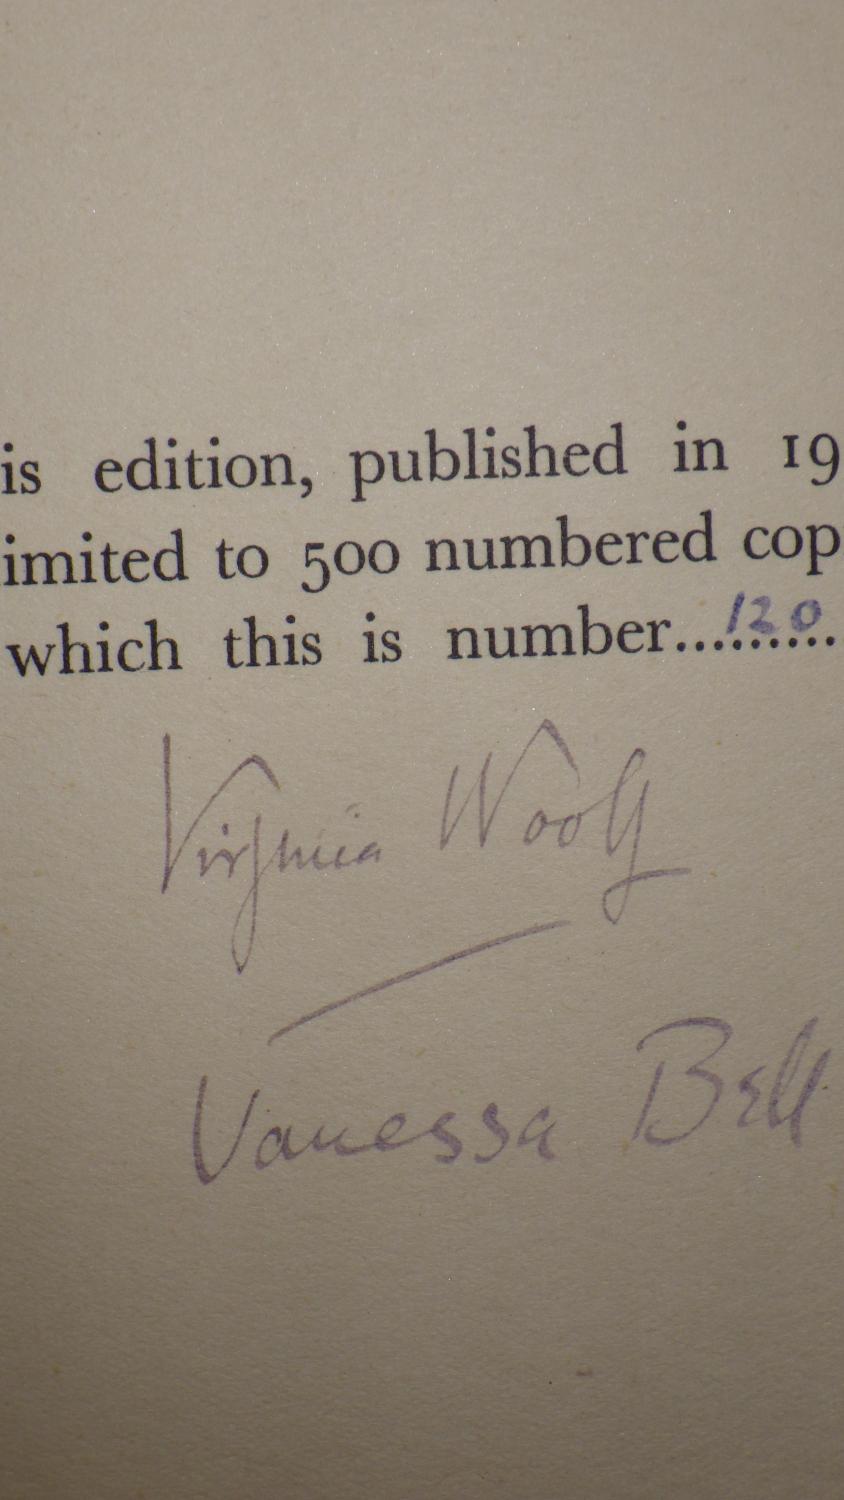 is edition, published in 19
imited to 500 numbered cop
which this is number......... 120
Virginia Woolf
Vanessa Bell